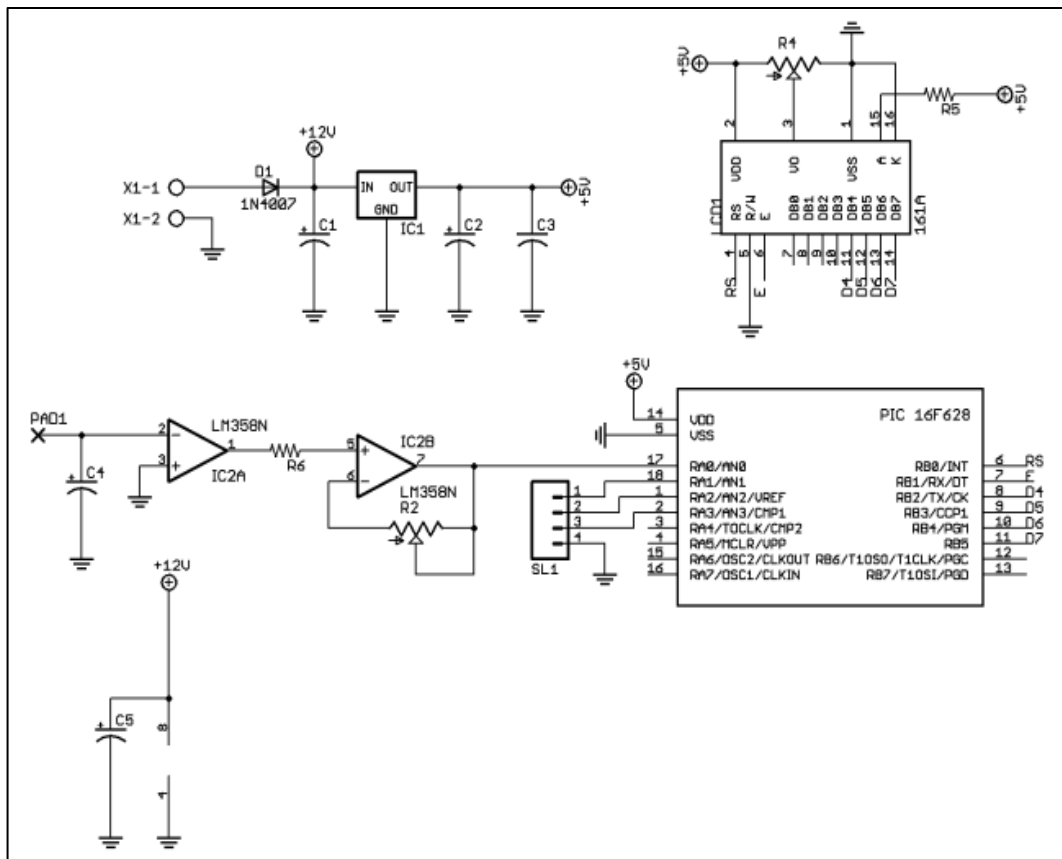 R4
+5V
R5
+5V
2
3
1
15
16
VDD
VO
VSS
A
K
RS
R/W
E
DB0
DB1
DB2
DB3
DB4
DB5
DB6
DB7
161A
4
5
6
7
8
9
10
11
12
13
14
RS
E
D4
D5
D6
D7
+12V
X1-1
D1
1N4007
IN OUT
GND
IC1
+5V
X1-2
+ C1
+ C2
+ C3
PAD1
2
3
LM358N
1
IC2A
+ C4
R6
5
6
IC2B
7
LM358N
R2
+12V
+ C5
8
4
1
2
3
4
SL1
+5V
PIC 16F628
14 VDD
5 VSS
17 RA0/AN0 RB0/INT 6 RS
18 RA1/AN1 RB1/RX/DT 7 E
1 RA2/AN2/VREF RB2/TX/CK 8 D4
2 RA3/AN3/CMP1 RB3/CCP1 9 D5
3 RA4/TOCLK/CMP2 RB4/PGM 10 D6
4 RA5/MCLR/VPP RB5 11 D7
15 RA6/OSC2/CLKOUT RB6/T1OSO/T1CLK/PGC 12
16 RA7/OSC1/CLKIN RB7/T1OSI/PGD 13